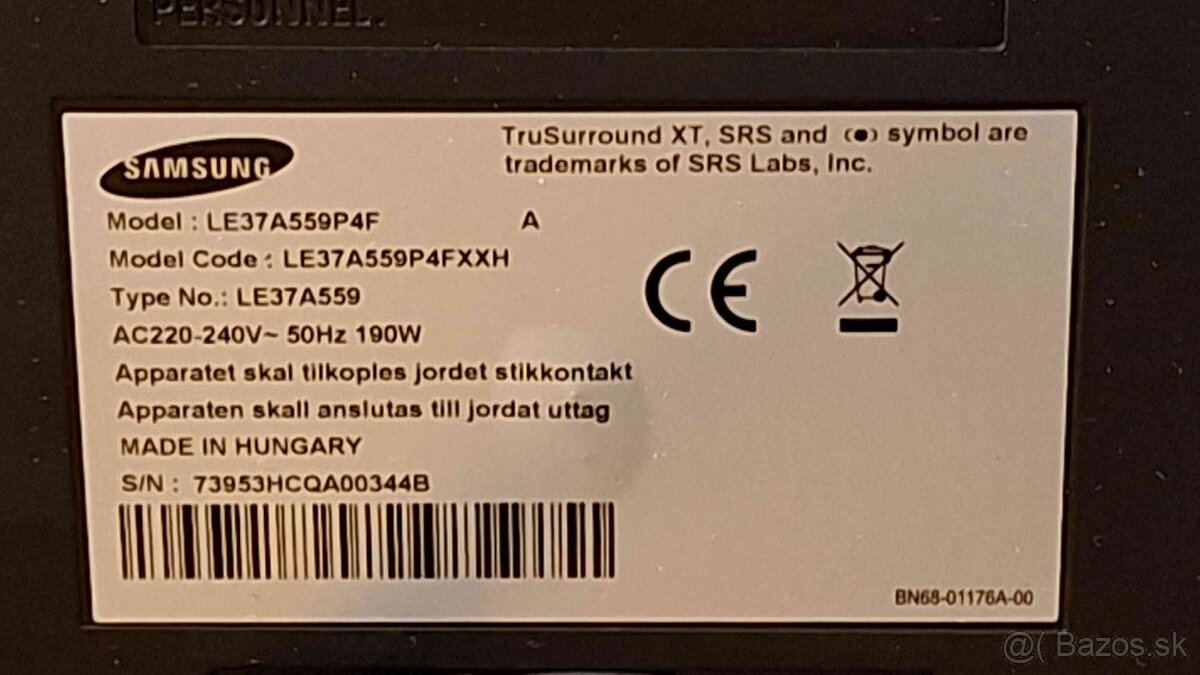 PERSONNEL.
SAMSUNG
TruSurround XT, SRS and (●) symbol are
trademarks of SRS Labs, Inc.
Model : LE37A559P4F A
Model Code : LE37A559P4FXXH
Type No.: LE37A559
AC220-240V~ 50Hz 190W
Apparatet skal tilkoples jordet stikkontakt
Apparaten skall anslutas till jordat uttag
MADE IN HUNGARY
S/N : 73953HCQA00344B
CE
BN68-01176A-00
@( Bazos.sk